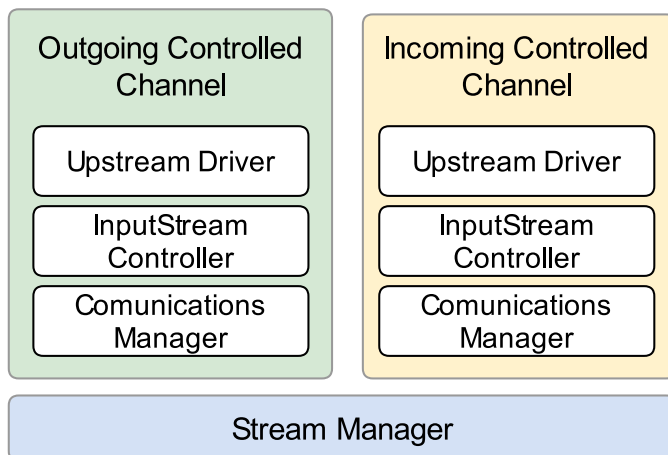 Outgoing Controlled
Channel
Upstream Driver
InputStream
Controller
Comunications
Manager
Incoming Controlled
Channel
Upstream Driver
InputStream
Controller
Comunications
Manager
Stream Manager